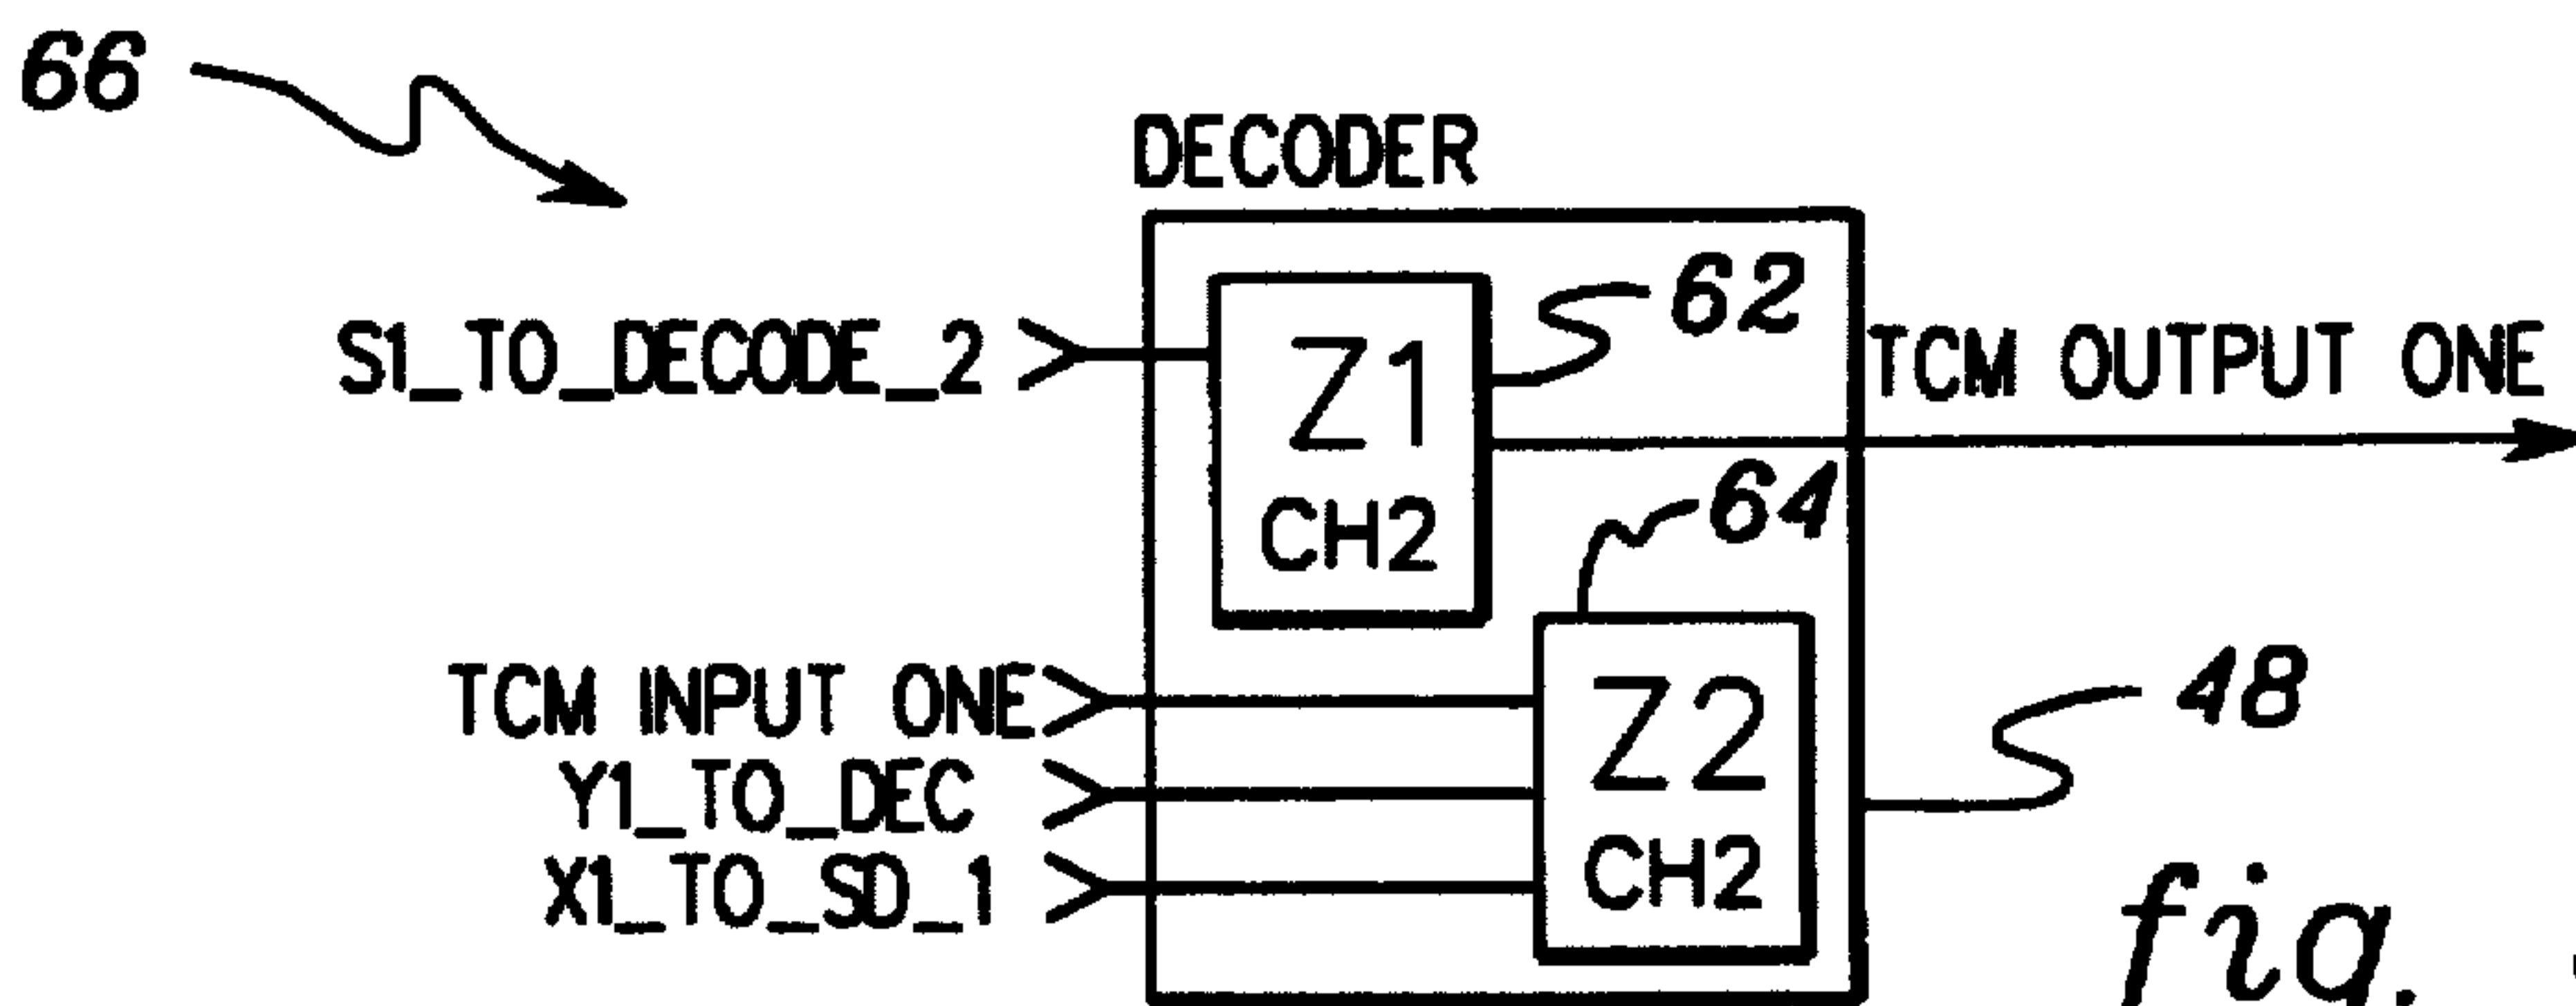 66
DECODER
S1_TO_DECODE_2
Z1
CH2
62
TCM OUTPUT ONE
64
TCM INPUT ONE
Y1_TO_DEC
X1_TO_SD_1
Z2
CH2
48
fig.